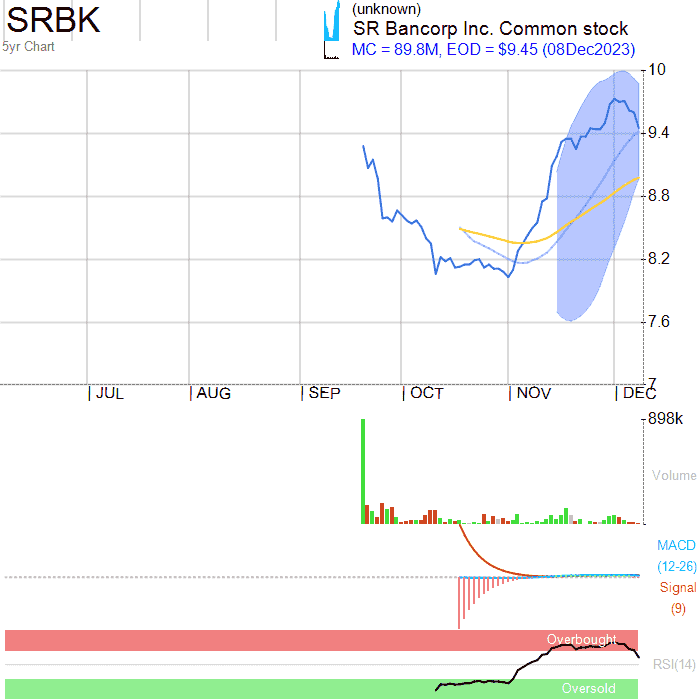 SRBK
(unknown)
SR Bancorp Inc. Common stock
5yr Chart
MC = 89.8M, EOD = $9.45 (08Dec2023)
10
9.4
8.8
8.2
7.6
7
JUL
AUG
SEP
OCT
NOV
DEC
898k
Volume
MACD
(12-26)
Signal
(9)
Overbought
RSI(14)
Oversold